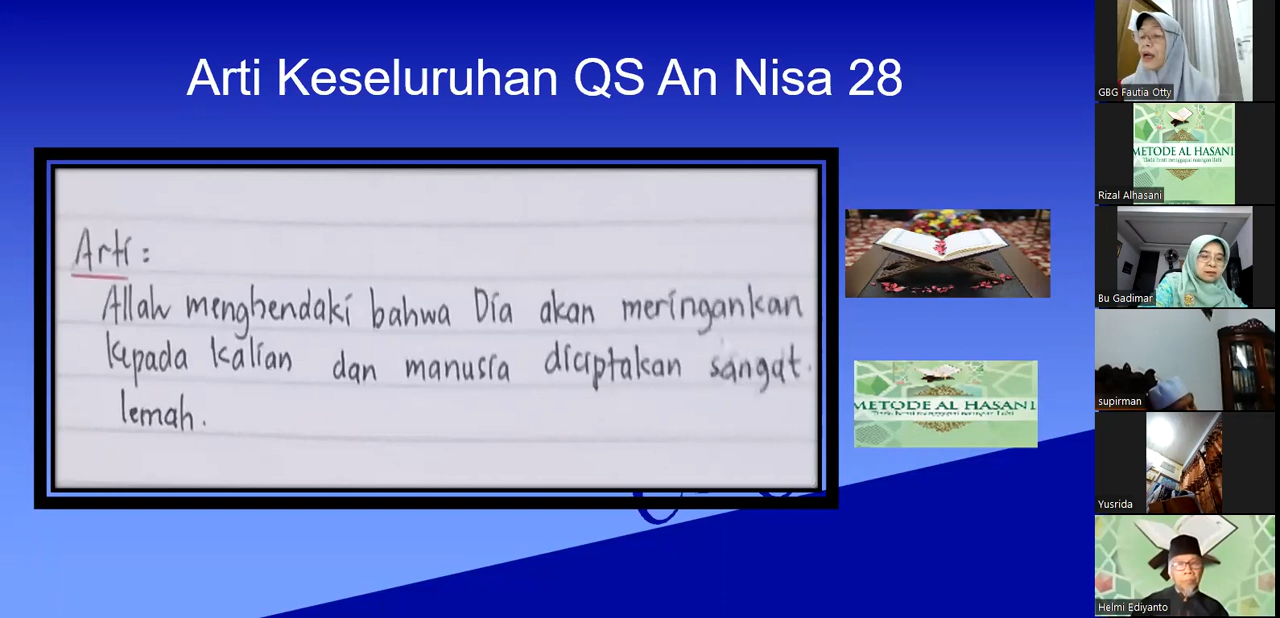 Arti Keseluruhan QS An Nisa 28
Arti :
Allah menghendaki bahwa Dia akan meringankan
kepada kalian dan manusia diciptakan sangat
lemah.
METODE AL HASANI
GBG Fautia Otty
METODE AL HASANI
Rizal Alhasani
Bu Gadimar
supirman
Yusrida
Helmi Ediyanto